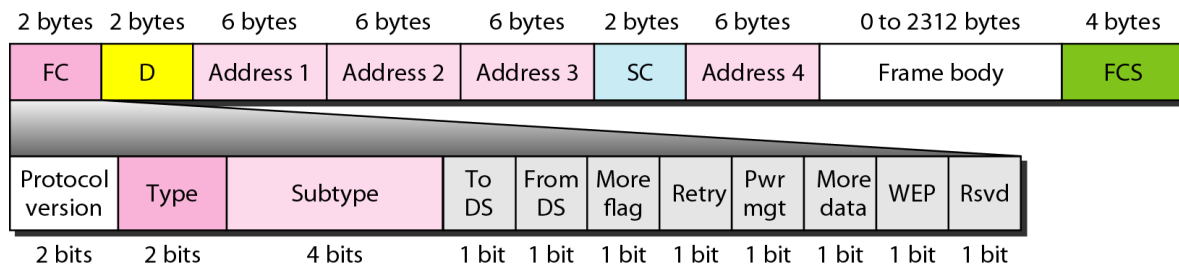 2 bytes 2 bytes 6 bytes 6 bytes 6 bytes 2 bytes 6 bytes 0 to 2312 bytes 4 bytes
FC D Address 1 Address 2 Address 3 SC Address 4 Frame body FCS
Protocol version Type Subtype To DS From DS More flag Retry Pwr mgt More data WEP Rsvd
2 bits 2 bits 4 bits 1 bit 1 bit 1 bit 1 bit 1 bit 1 bit 1 bit 1 bit